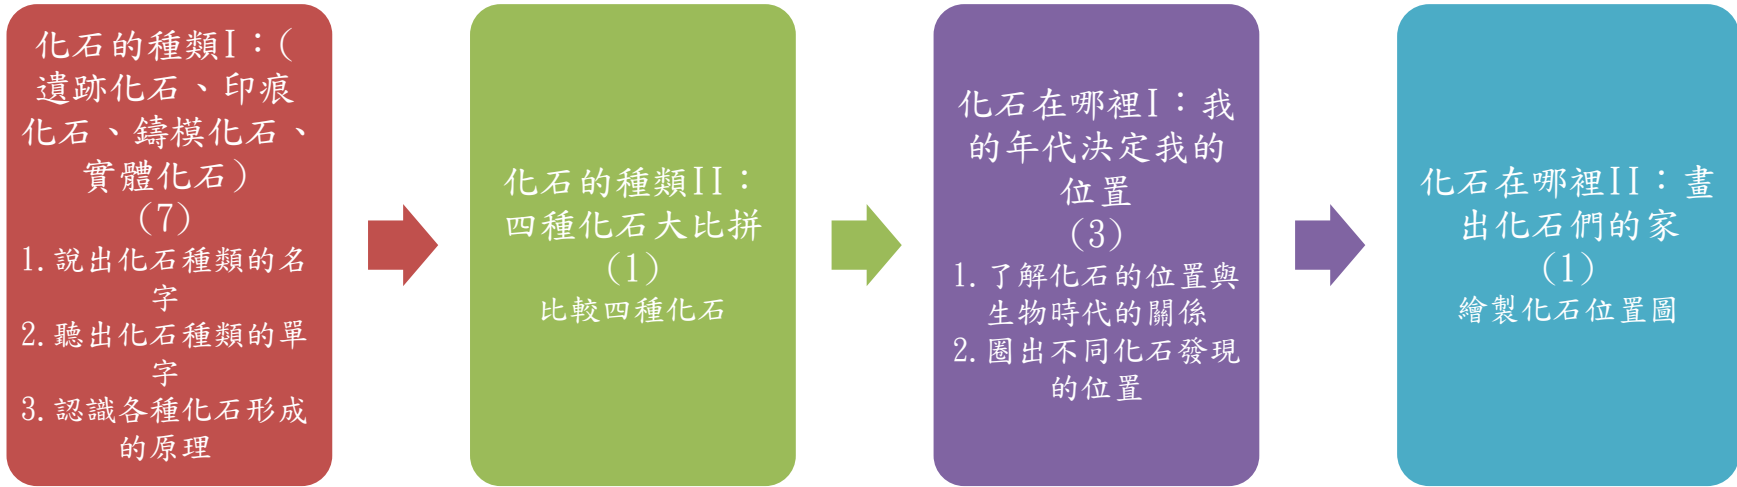 化石的種類I：(
遺跡化石、印痕
化石、鑄模化石、
實體化石)
(7)
1.說出化石種類的名
字
2.聽出化石種類的單
字
3.認識各種化石形成
的原理
化石的種類II：
四種化石大比拼
(1)
比較四種化石
化石在哪裡I：我
的年代決定我的
位置
(3)
1.了解化石的位置與
生物時代的關係
2.圈出不同化石發現
的位置
化石在哪裡II：畫
出化石們的家
(1)
繪製化石位置圖